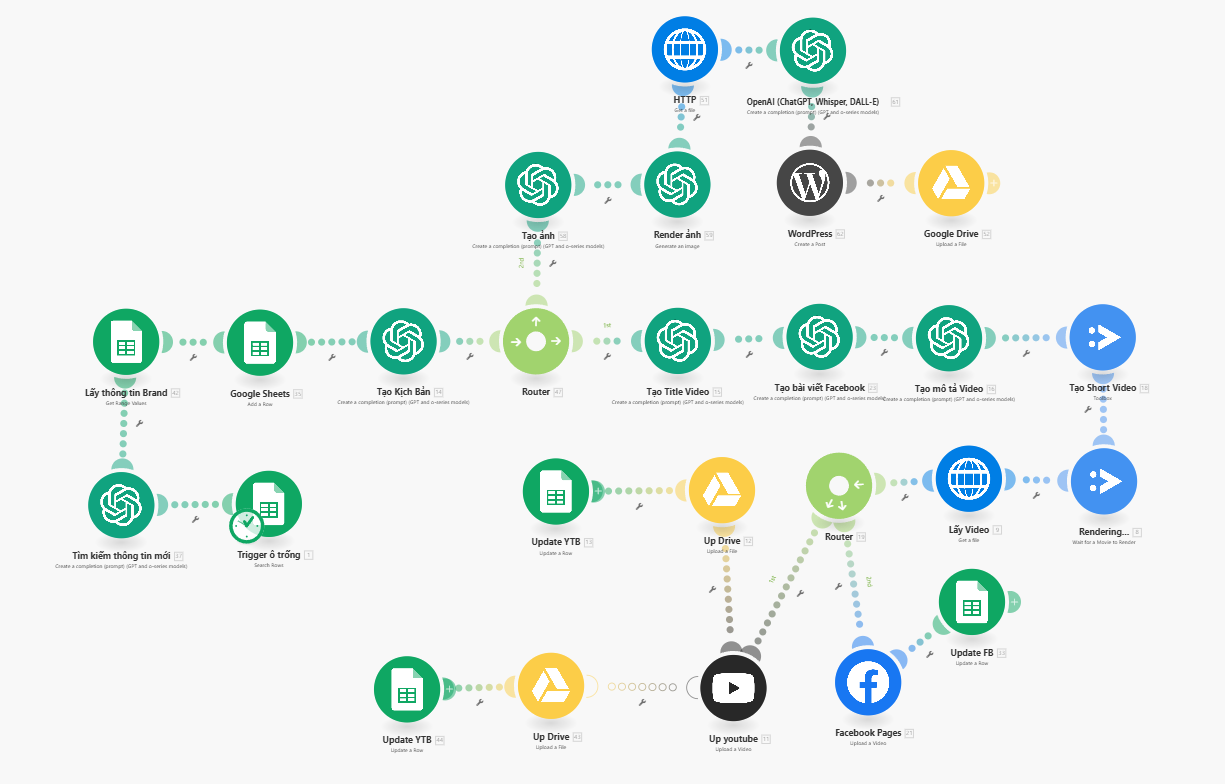 HTTP 51
Get a file
OpenAI (ChatGPT, Whisper, DALL-E) 61
Create a completion (prompt) (GPT and o-series models)
Tạo ảnh 58
Create a completion (prompt) (GPT and o-series models)
Render ảnh 59
Generate an image
WordPress 62
Create a Post
Google Drive
Upload a File
2nd
1st
Lấy thông tin Brand 42
Get Range Values
Google Sheets 35
Add a Row
Tạo Kịch Bản 14
Create a completion (prompt) (GPT and o-series models)
Router 47
Tạo Title Video 15
Create a completion (prompt) (GPT and o-series models)
Tạo bài viết Facebook 23
Create a completion (prompt) (GPT and o-series models)
Tạo mô tả Video 16
Create a completion (prompt) (GPT and o-series models)
Tạo Short Video 18
Toolbox
Tìm kiếm thông tin mới 37
Create a completion (prompt) (GPT and o-series models)
Trigger ô trống 1
Search Rows
Update YTB 13
Update a Row
Up Drive 12
Upload a File
Router 19
Lấy Video 9
Get a file
Rendering... 8
Wait for a Movie to Render
1st
2nd
Update FB 33
Update a Row
Update YTB 44
Update a Row
Up Drive 43
Upload a File
Up youtube 11
Upload a Video
Facebook Pages 21
Upload a Video